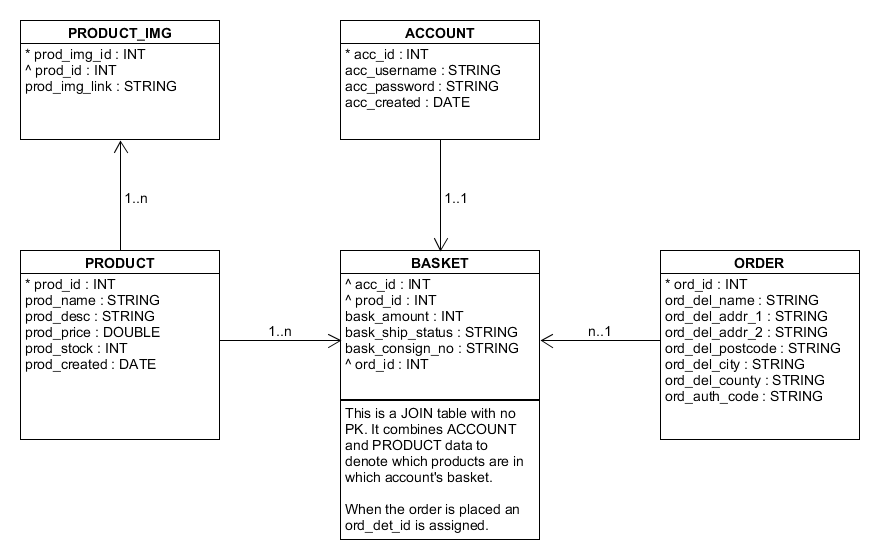 PRODUCT_IMG
* prod_img_id : INT
^ prod_id : INT
prod_img_link : STRING
ACCOUNT
* acc_id : INT
acc_username : STRING
acc_password : STRING
acc_created : DATE
1..n
1..1
PRODUCT
* prod_id : INT
prod_name : STRING
prod_desc : STRING
prod_price : DOUBLE
prod_stock : INT
prod_created : DATE
1..n
BASKET
^ acc_id : INT
^ prod_id : INT
bask_amount : INT
bask_ship_status : STRING
bask_consign_no : STRING
^ ord_id : INT
This is a JOIN table with no
PK. It combines ACCOUNT
and PRODUCT data to
denote which products are in
which account's basket.
When the order is placed an
ord_det_id is assigned.
n..1
ORDER
* ord_id : INT
ord_del_name : STRING
ord_del_addr_1 : STRING
ord_del_addr_2 : STRING
ord_del_postcode : STRING
ord_del_city : STRING
ord_del_county : STRING
ord_auth_code : STRING